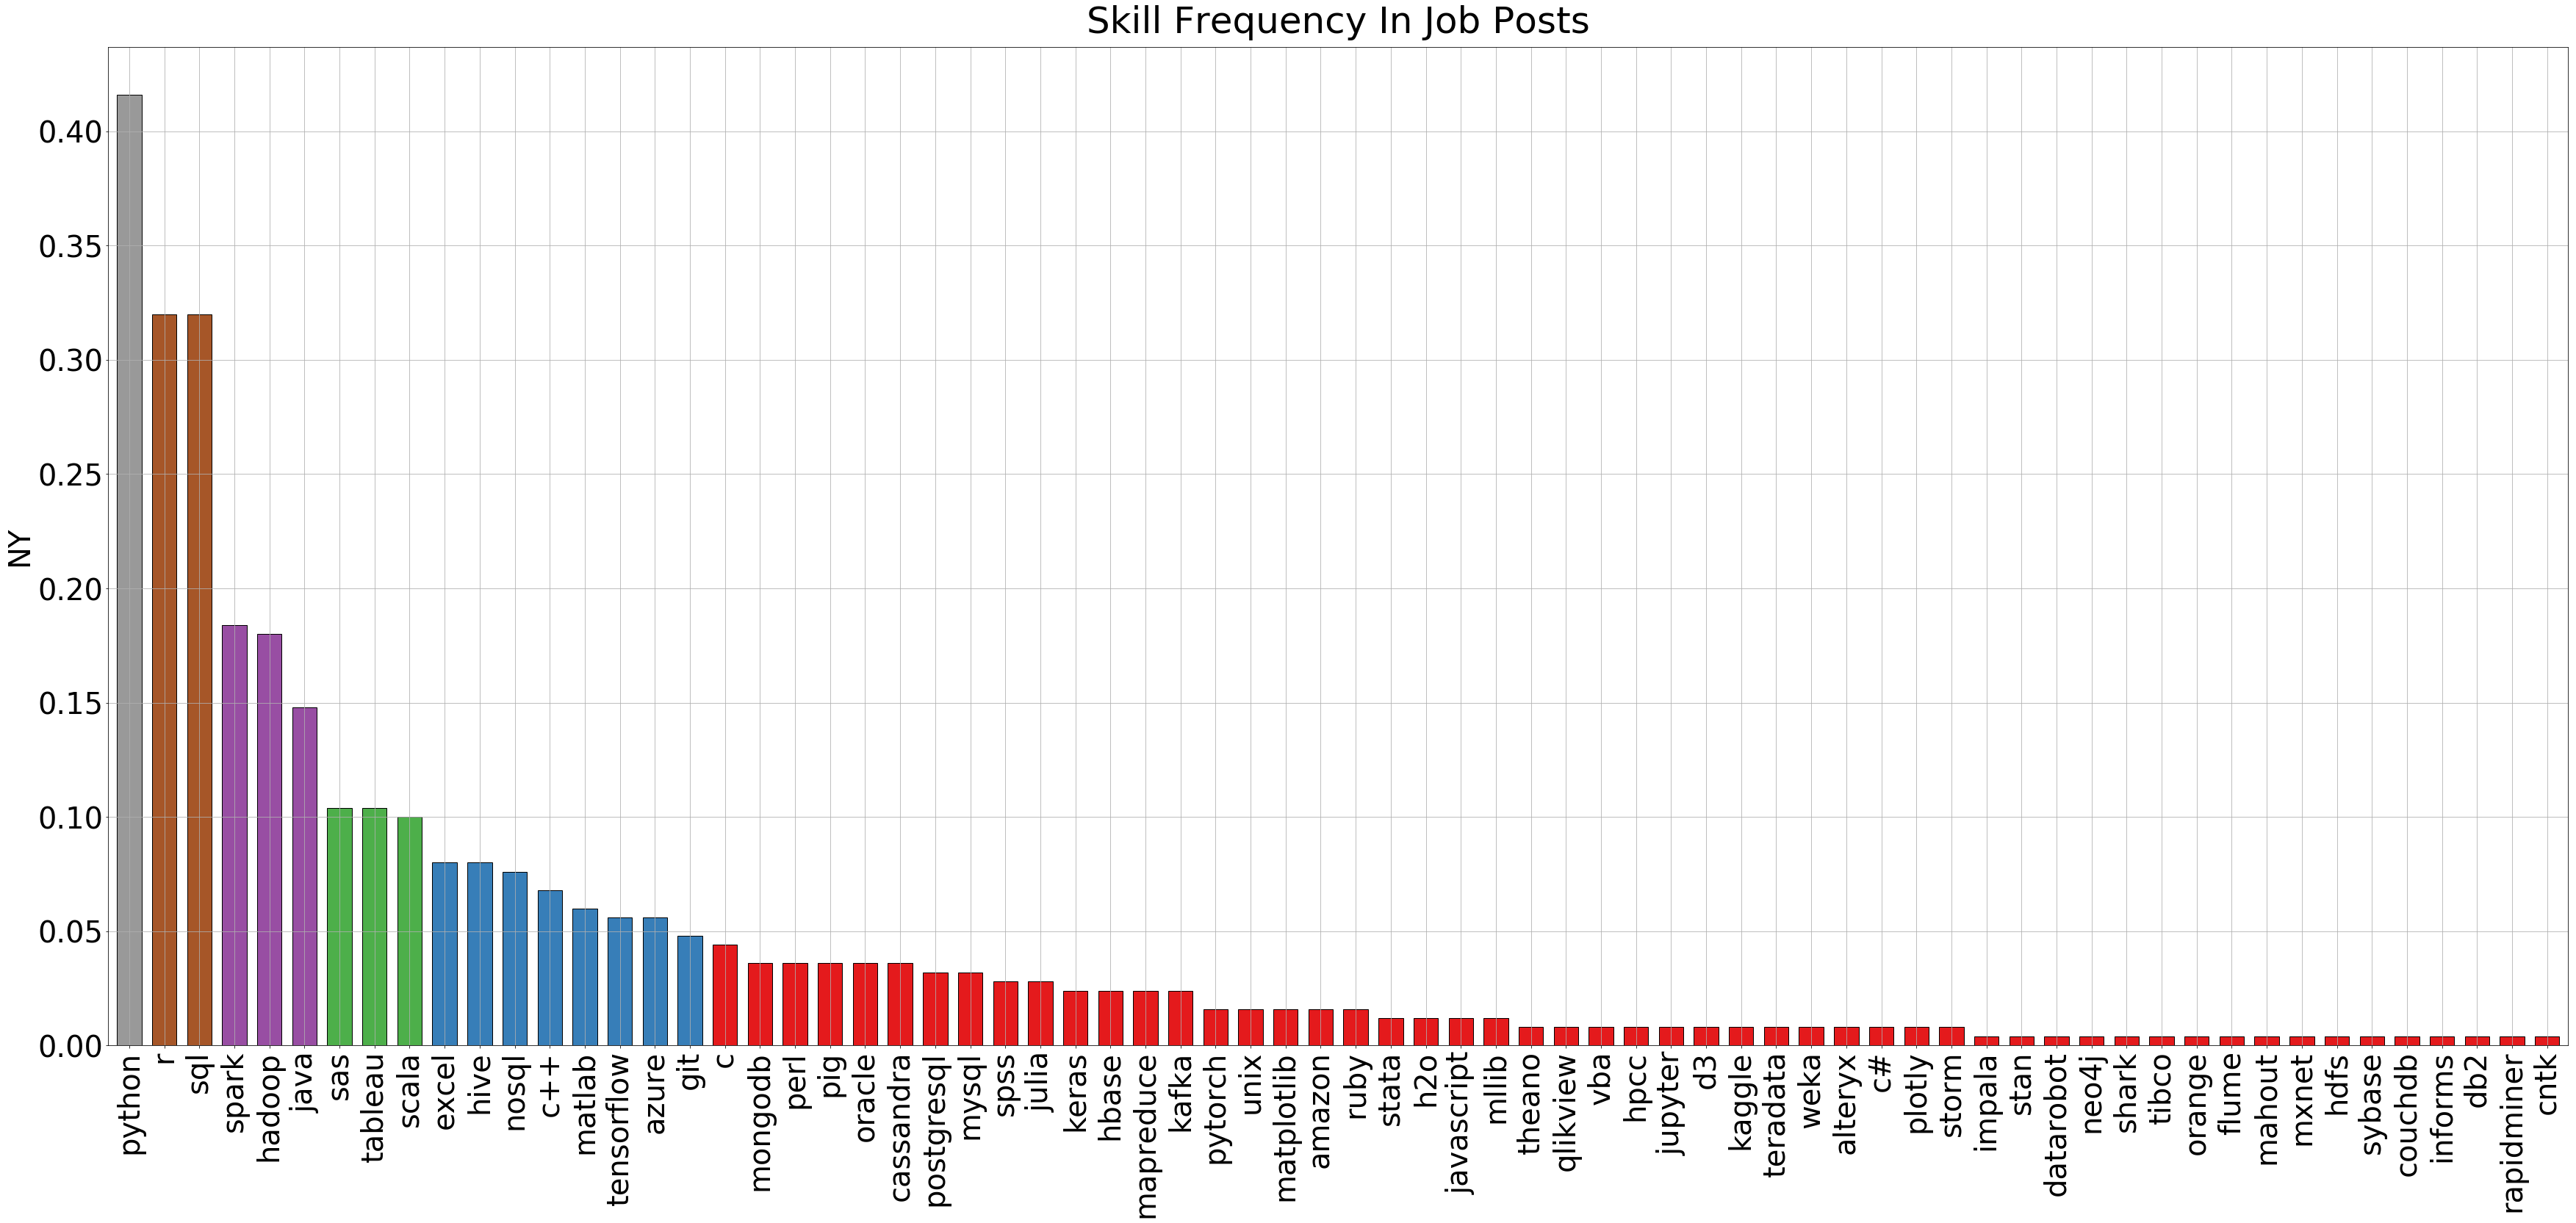 Skill Frequency In Job Posts
NY
0.40
0.35
0.30
0.25
0.20
0.15
0.10
0.05
0.00
python
r
sql
spark
hadoop
java
sas
tableau
scala
excel
hive
nosql
c++
matlab
tensorflow
azure
git
c
mongodb
perl
pig
oracle
cassandra
postgresql
mysql
spss
julia
keras
hbase
mapreduce
kafka
pytorch
unix
matplotlib
amazon
ruby
stata
h2o
javascript
mllib
theano
qlikview
vba
hpcc
jupyter
d3
kaggle
teradata
weka
alteryx
c#
plotly
storm
impala
stan
datarobot
neo4j
shark
tibco
orange
flume
mahout
mxnet
hdfs
sybase
couchdb
informs
db2
rapidminer
cntk